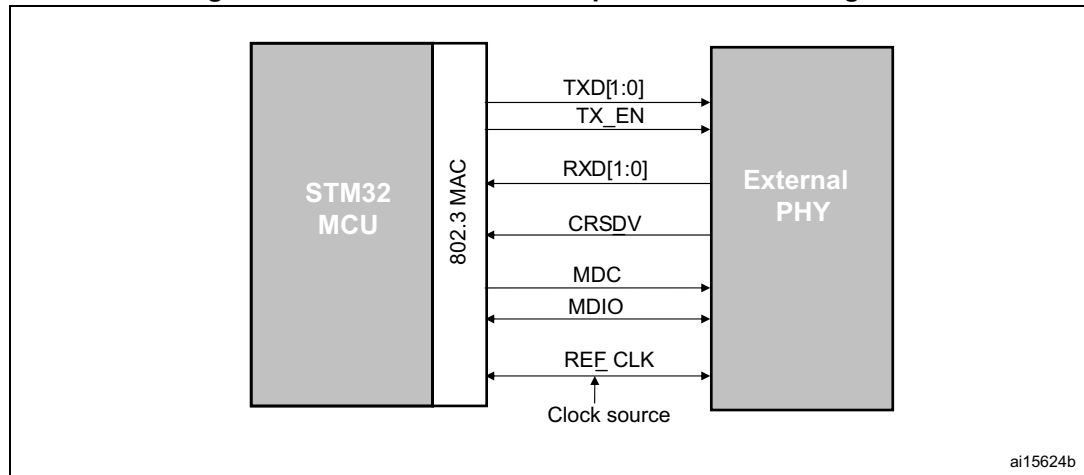 STM32
MCU
802.3 MAC
TXD[1:0]
TX_EN
RXD[1:0]
CRSDV
MDC
MDIO
REF_CLK
Clock source
External
PHY
ai15624b